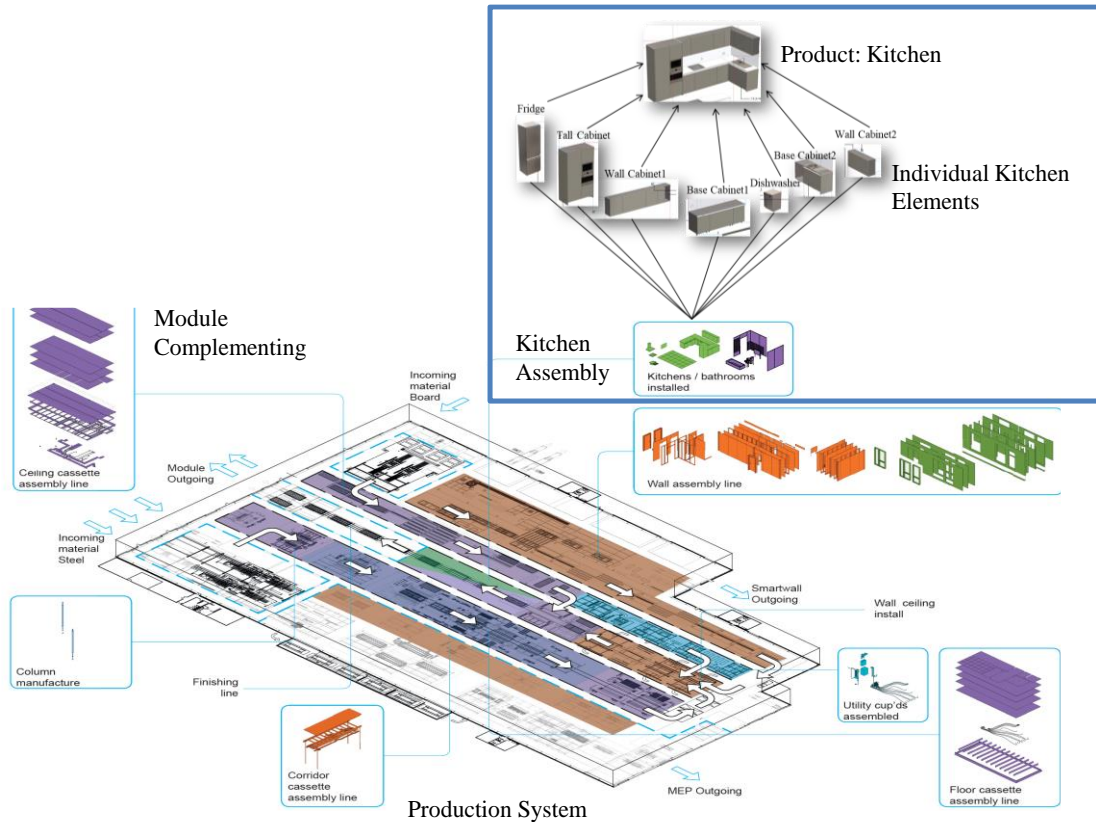 Product: Kitchen
Fridge
Tall Cabinet
Wall Cabinet1
Base Cabinet1
Dishwasher
Base Cabinet2
Wall Cabinet2
Individual Kitchen
Elements
Kitchen
Assembly
Kitchens / bathrooms
installed
Module
Complementing
Ceiling cassette
assembly line
Incoming
material
Board
Module
Outgoing
Incoming
material
Steel
Wall assembly line
Smartwall
Outgoing
Wall ceiling
install
Column
manufacture
Finishing
line
Corridor
cassette
assembly line
Utility cup'ds
assembled
Floor cassette
assembly line
MEP Outgoing
Production System